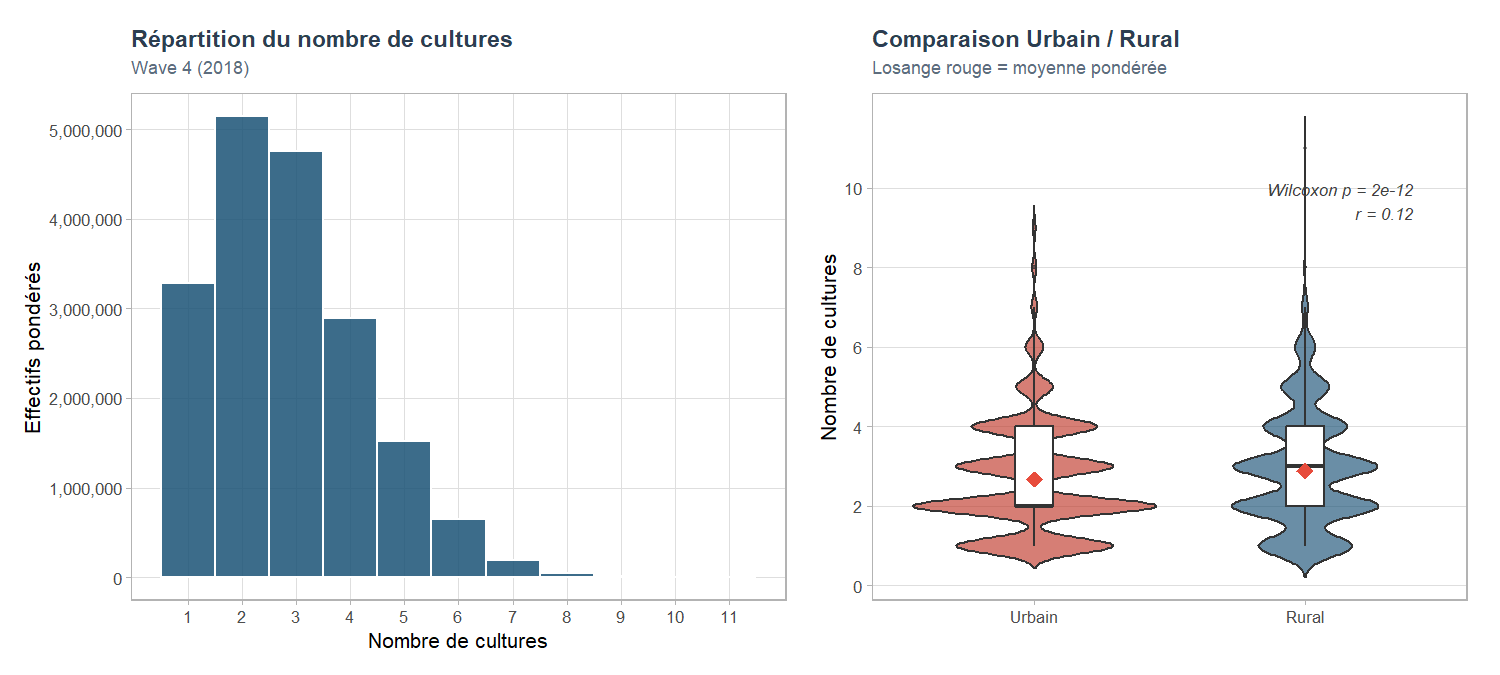 Répartition du nombre de cultures
Wave 4 (2018)
Effectifs pondérés
5,000,000
4,000,000
3,000,000
2,000,000
1,000,000
0
1 2 3 4 5 6 7 8 9 10 11
Nombre de cultures
Comparaison Urbain / Rural
Losange rouge = moyenne pondérée
Nombre de cultures
10
8
6
4
2
0
Wilcoxon p = 2e-12
r = 0.12
Urbain Rural